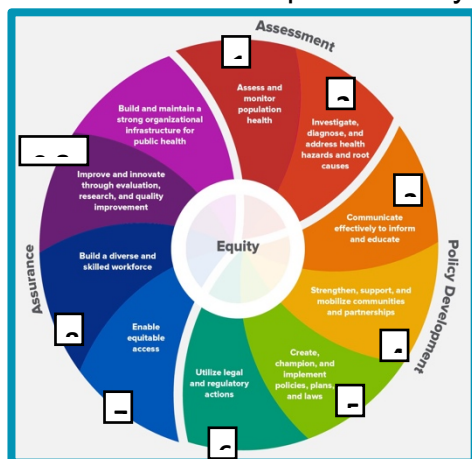 Assessment
Assess and
monitor
population
health
Investigate,
diagnose, and
address health
hazards and root
causes
Communicate
effectively to inform
and educate
Policy Development
Strengthen, support, and
mobilize communities
and partnerships
Create,
champion, and
implement
policies, plans,
and laws
Utilize legal
and regulatory
actions
Assurance
Enable
equitable
access
Build a diverse and
skilled workforce
Improve and innovate
through evaluation,
research, and quality
improvement
Build and maintain a
strong organizational
infrastructure for
public health
Equity